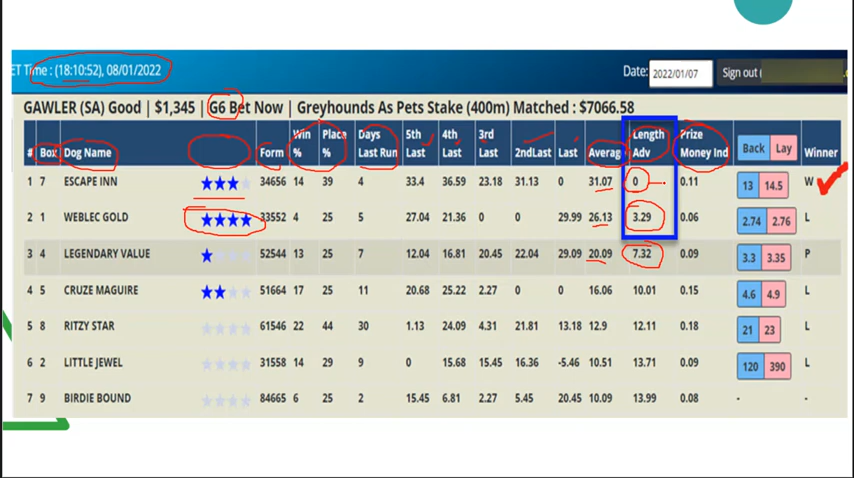 ET Time : (18:10:52), 08/01/2022 Date: 2022/01/07 Sign out (
GAWLER (SA) Good | $1,345 | G6 Bet Now | Greyhounds As Pets Stake (400m) Matched : $7066.58
# Box Dog Name Form Win % Place % Days Last Run 5th Last 4th Last 3rd Last 2ndLast Last Averag Length Adv Prize Money Ind Back Lay Winner
1 7 ESCAPE INN 34656 14 39 4 33.4 36.59 23.18 31.13 0 31.07 0 0.11 13 14.5 W
2 1 WEBLEC GOLD 33552 4 25 5 27.04 21.36 0 0 29.99 26.13 3.29 0.06 2.74 2.76 L
3 4 LEGENDARY VALUE 52544 13 25 7 12.04 16.81 20.45 22.04 29.09 20.09 7.32 0.09 3.3 3.35 P
4 5 CRUZE MAGUIRE 51664 17 25 11 20.68 25.22 2.27 0 0 16.06 10.01 0.15 4.6 4.9 L
5 8 RITZY STAR 61546 22 44 30 1.13 24.09 4.31 21.81 13.18 12.9 12.11 0.18 21 23 L
6 2 LITTLE JEWEL 31558 14 29 9 0 15.68 15.45 16.36 -5.46 10.51 13.71 0.09 120 390 L
7 9 BIRDIE BOUND 84665 6 25 2 15.45 6.81 2.27 5.45 20.45 10.09 13.99 0.08 - - -